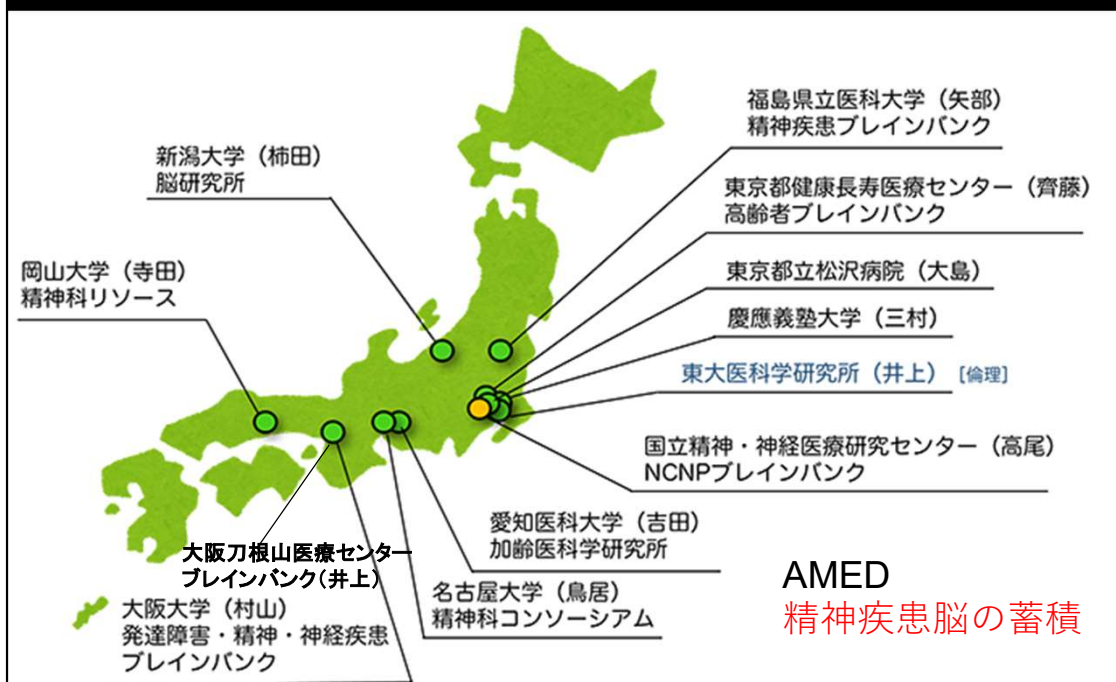 福島県立医科大学（矢部）
精神疾患ブレインバンク
新潟大学（柿田）
脳研究所
東京都健康長寿医療センター（齊藤）
高齢者ブレインバンク
岡山大学（寺田）
精神科リソース
東京都立松沢病院（大島）
慶應義塾大学（三村）
東大医科学研究所（井上）［倫理］
国立精神・神経医療研究センター（高尾）
NCNPブレインバンク
愛知医科大学（吉田）
加齢医科学研究所
大阪刀根山医療センター
ブレインバンク（井上）
名古屋大学（鳥居）
精神科コンソーシアム
大阪大学（村山）
発達障害・精神・神経疾患
ブレインバンク
AMED
精神疾患脳の蓄積